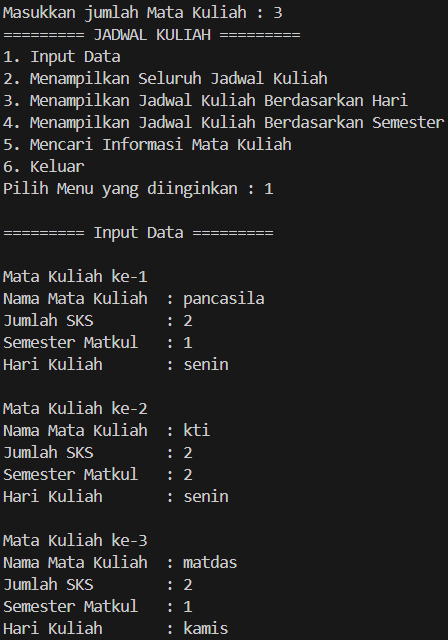 Masukkan jumlah Mata Kuliah : 3
========= JADWAL KULIAH =========
1. Input Data
2. Menampilkan Seluruh Jadwal Kuliah
3. Menampilkan Jadwal Kuliah Berdasarkan Hari
4. Menampilkan Jadwal Kuliah Berdasarkan Semester
5. Mencari Informasi Mata Kuliah
6. Keluar
Pilih Menu yang diinginkan : 1
========= Input Data =========
Mata Kuliah ke-1
Nama Mata Kuliah  : pancasila
Jumlah SKS        : 2
Semester Matkul   : 1
Hari Kuliah       : senin
Mata Kuliah ke-2
Nama Mata Kuliah  : kti
Jumlah SKS        : 2
Semester Matkul   : 2
Hari Kuliah       : senin
Mata Kuliah ke-3
Nama Mata Kuliah  : matdas
Jumlah SKS        : 2
Semester Matkul   : 1
Hari Kuliah       : kamis